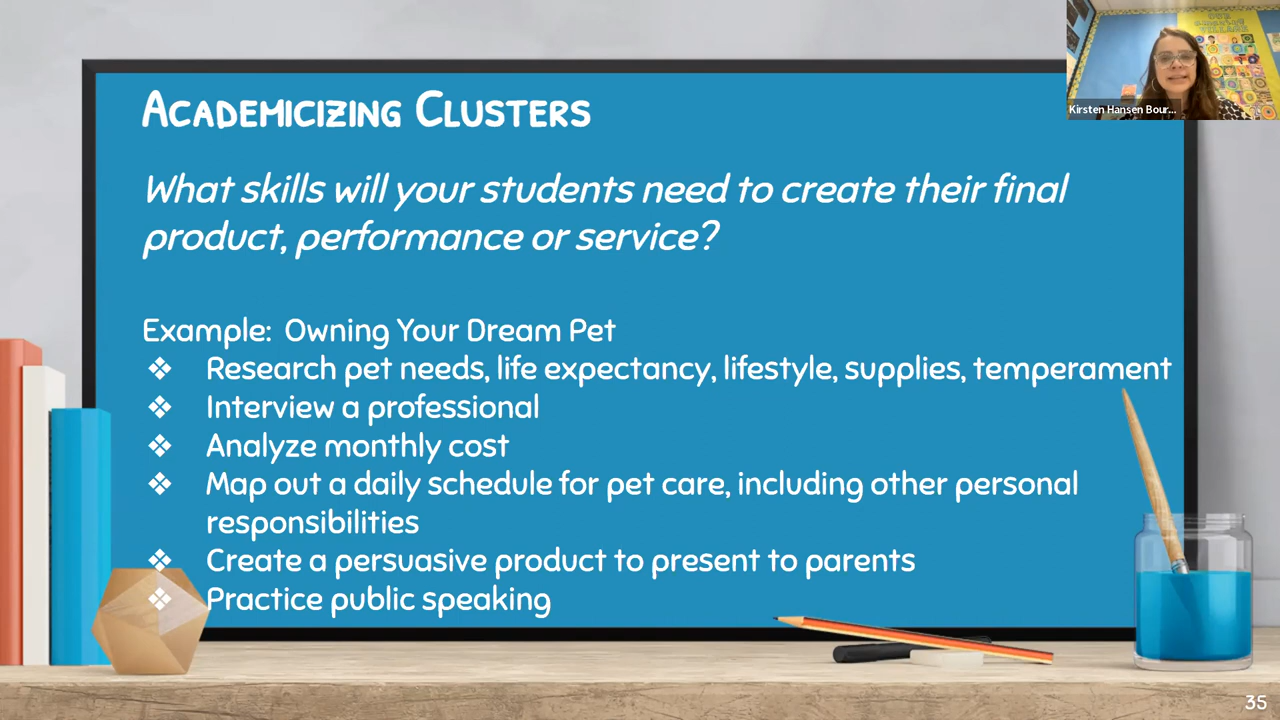 Academicizing Clusters
What skills will your students need to create their final
product, performance or service?
Example: Owning Your Dream Pet
❖ Research pet needs, life expectancy, lifestyle, supplies, temperament
❖ Interview a professional
❖ Analyze monthly cost
❖ Map out a daily schedule for pet care, including other personal
responsibilities
❖ Create a persuasive product to present to parents
❖ Practice public speaking
Kirsten Hansen Bour...
35